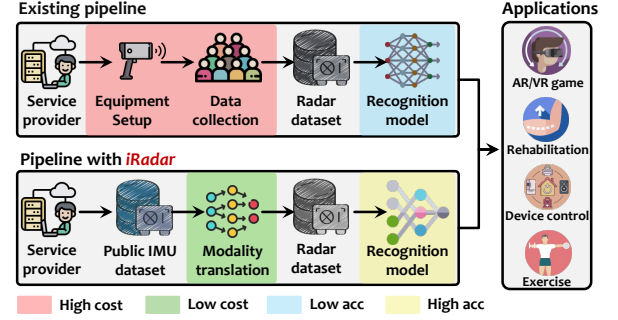 Existing pipeline
Service
provider
Equipment
Setup
Data
collection
Radar
dataset
Recognition
model
Pipeline with iRadar
Service
provider
Public IMU
dataset
Modality
translation
Radar
dataset
Recognition
model
High cost
Low cost
Low acc
High acc
Applications
AR/VR game
Rehabilitation
Device control
Exercise